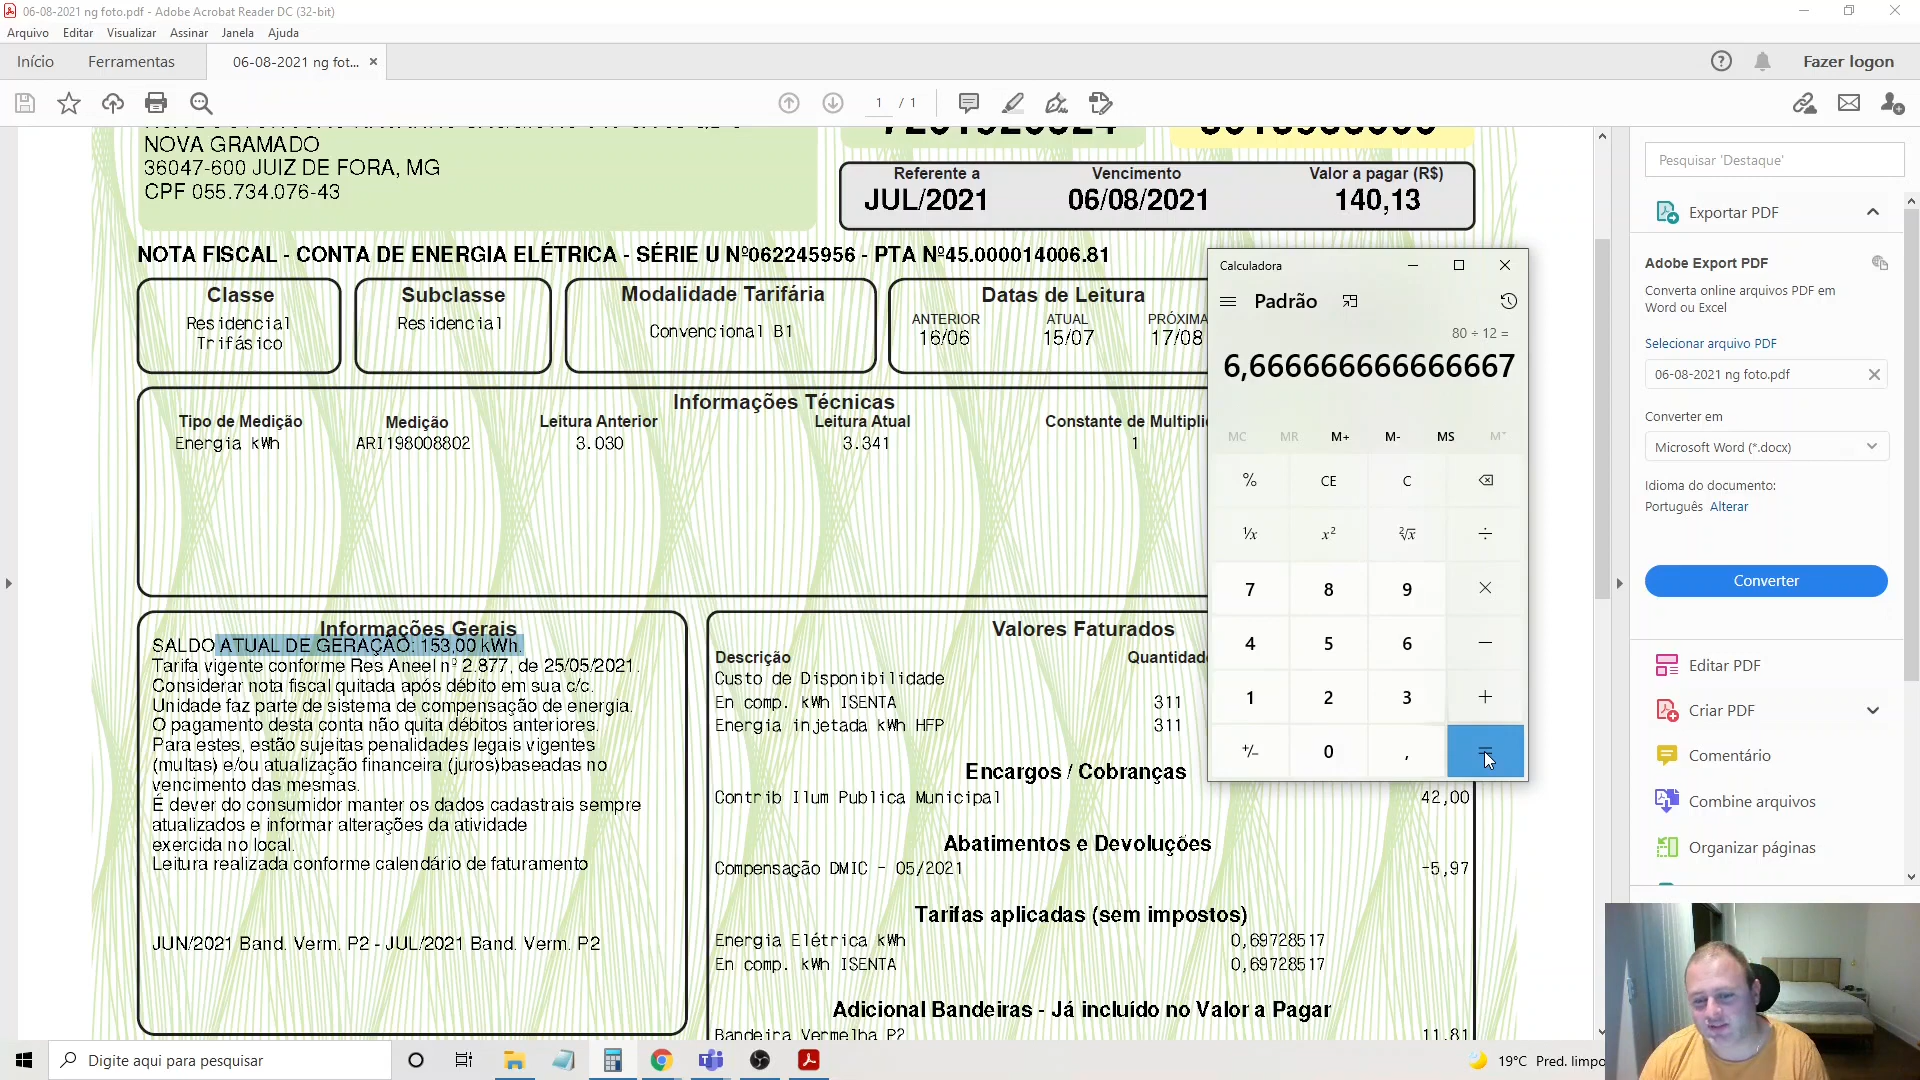 06-08-2021 ng foto.pdf - Adobe Acrobat Reader DC (32-bit)
Arquivo Editar Visualizar Assinar Janela Ajuda
Início Ferramentas 06-08-2021 ng fot... Fazer logon
1 / 1
NOVA GRAMADO
36047-600 JUIZ DE FORA, MG
CPF 055.734.076-43
Referente a Vencimento Valor a pagar (R$)
JUL/2021 06/08/2021 140,13
NOTA FISCAL - CONTA DE ENERGIA ELÉTRICA - SÉRIE U Nº062245956 - PTA Nº45.000014006.81
Classe Subclasse Modalidade Tarifária Datas de Leitura
Residencial Residencial Convencional B1 ANTERIOR ATUAL PRÓXIMA
Trifásico 16/06 15/07 17/08
Informações Técnicas
Tipo de Medição Medição Leitura Anterior Leitura Atual Constante de Multipli
Energia kWh ARI198008802 3.030 3.341 1
Informações Gerais
SALDO ATUAL DE GERAÇÃO: 153,00 kWh.
Tarifa vigente conforme Res Aneel nº 2.877, de 25/05/2021.
Considerar nota fiscal quitada após débito em sua c/c.
Unidade faz parte de sistema de compensação de energia.
O pagamento desta conta não quita débitos anteriores.
Para estes, estão sujeitas penalidades legais vigentes
(multas) e/ou atualização financeira (juros)baseadas no
vencimento das mesmas.
É dever do consumidor manter os dados cadastrais sempre
atualizados e informar alterações da atividade
exercida no local.
Leitura realizada conforme calendário de faturamento
JUN/2021 Band. Verm. P2 - JUL/2021 Band. Verm. P2
Valores Faturados
Descrição Quantidade
Custo de Disponibilidade
En comp. kWh ISENTA 311
Energia injetada kWh HFP 311
Encargos / Cobranças
Contrib Ilum Publica Municipal 42,00
Abatimentos e Devoluções
Compensação DMIC - 05/2021 -5,97
Tarifas aplicadas (sem impostos)
Energia Elétrica kWh 0,69728517
En comp. kWh ISENTA 0,69728517
Adicional Bandeiras - Já incluído no Valor a Pagar
Bandeira Vermelha P2 11,81
Calculadora
Padrão
80 ÷ 12 =
6,666666666666667
MC MR M+ M- MS M˅
% CE C
⅟x x² ²√x ÷
7 8 9 ×
4 5 6 −
1 2 3 +
+/− 0 , =
Pesquisar 'Destaque'
Exportar PDF
Adobe Export PDF
Converta online arquivos PDF em
Word ou Excel
Selecionar arquivo PDF
06-08-2021 ng foto.pdf
Converter em
Microsoft Word (*.docx)
Idioma do documento:
Português Alterar
Converter
Editar PDF
Criar PDF
Comentário
Combine arquivos
Organizar páginas
Digite aqui para pesquisar
19°C Pred. limpo